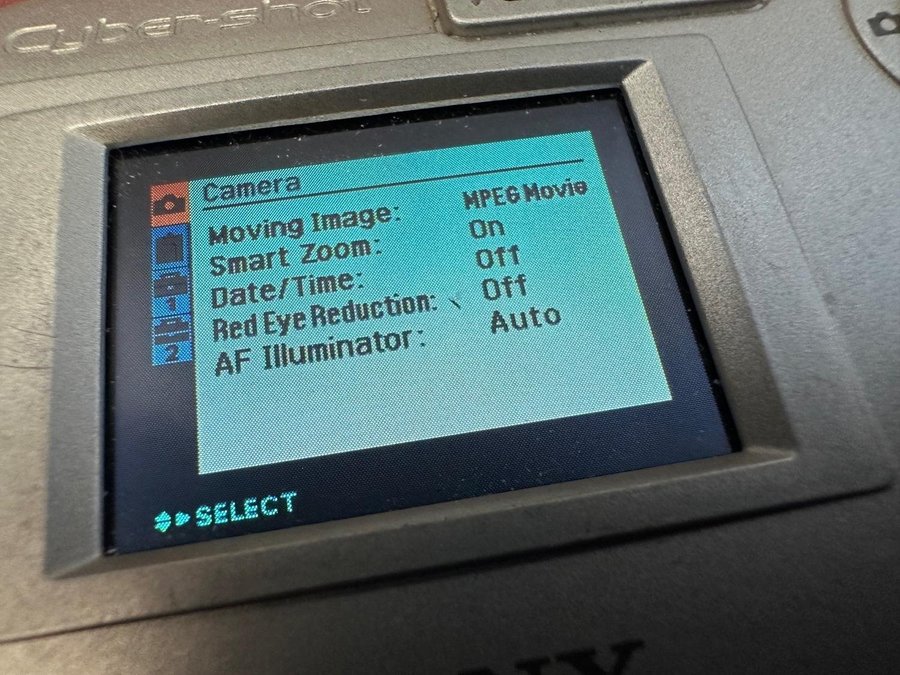 Cyber-shot
Camera
Moving Image: MPEG Movie
Smart Zoom: On
Date/Time: Off
Red Eye Reduction: Off
AF Illuminator: Auto
1
2
SELECT